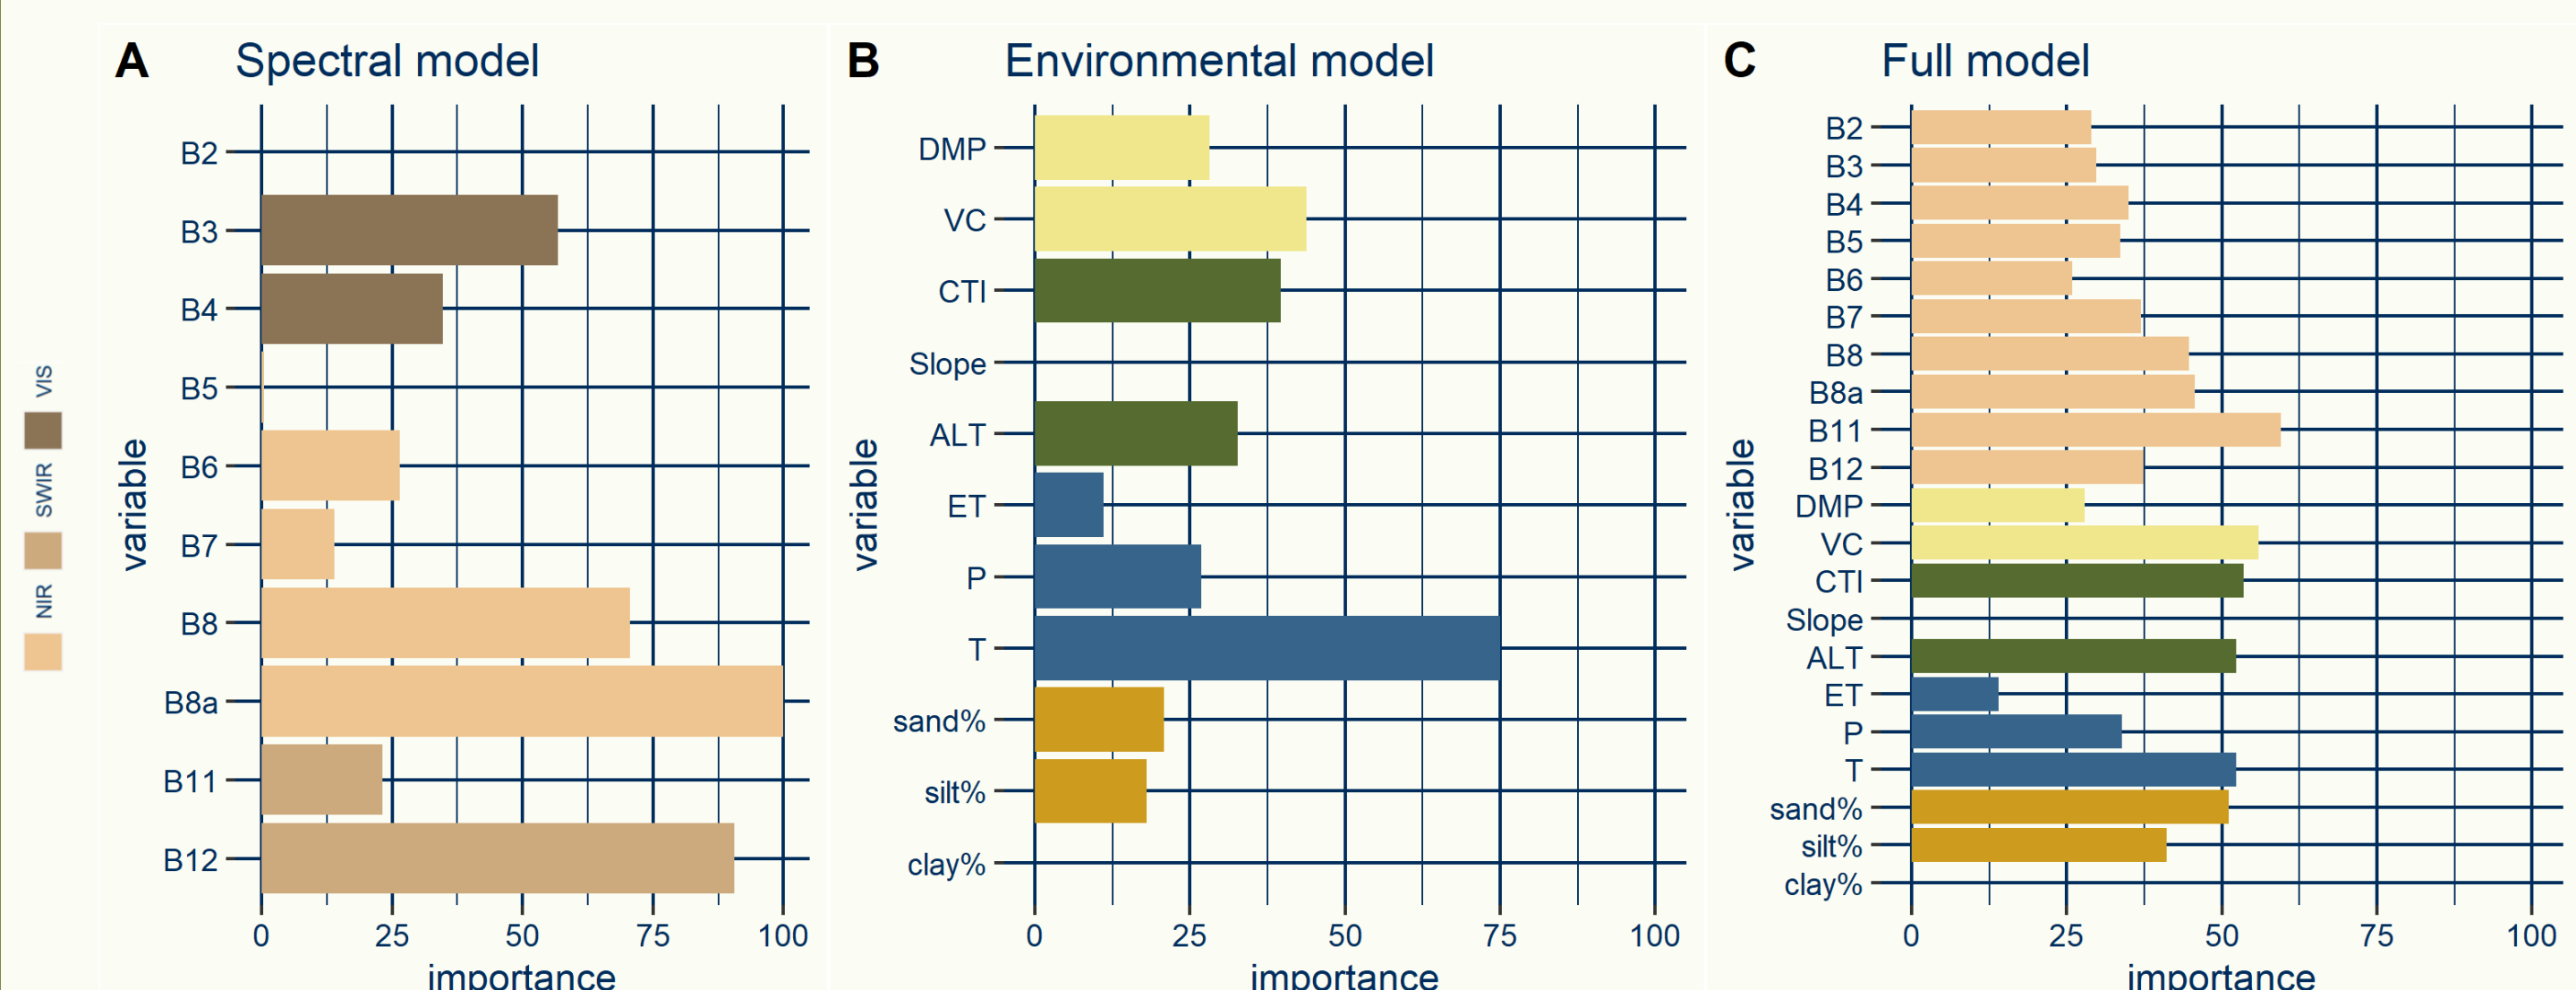 VIS
SWIR
NIR
A Spectral model
variable
B2
B3
B4
B5
B6
B7
B8
B8a
B11
B12
0 25 50 75 100
importance
B Environmental model
variable
DMP
VC
CTI
Slope
ALT
ET
P
T
sand%
silt%
clay%
0 25 50 75 100
importance
C Full model
variable
B2
B3
B4
B5
B6
B7
B8
B8a
B11
B12
DMP
VC
CTI
Slope
ALT
ET
P
T
sand%
silt%
clay%
0 25 50 75 100
importance